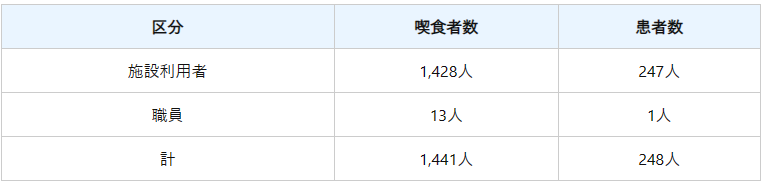 区分 喫食者数 患者数
施設利用者 1,428人 247人
職員 13人 1人
計 1,441人 248人